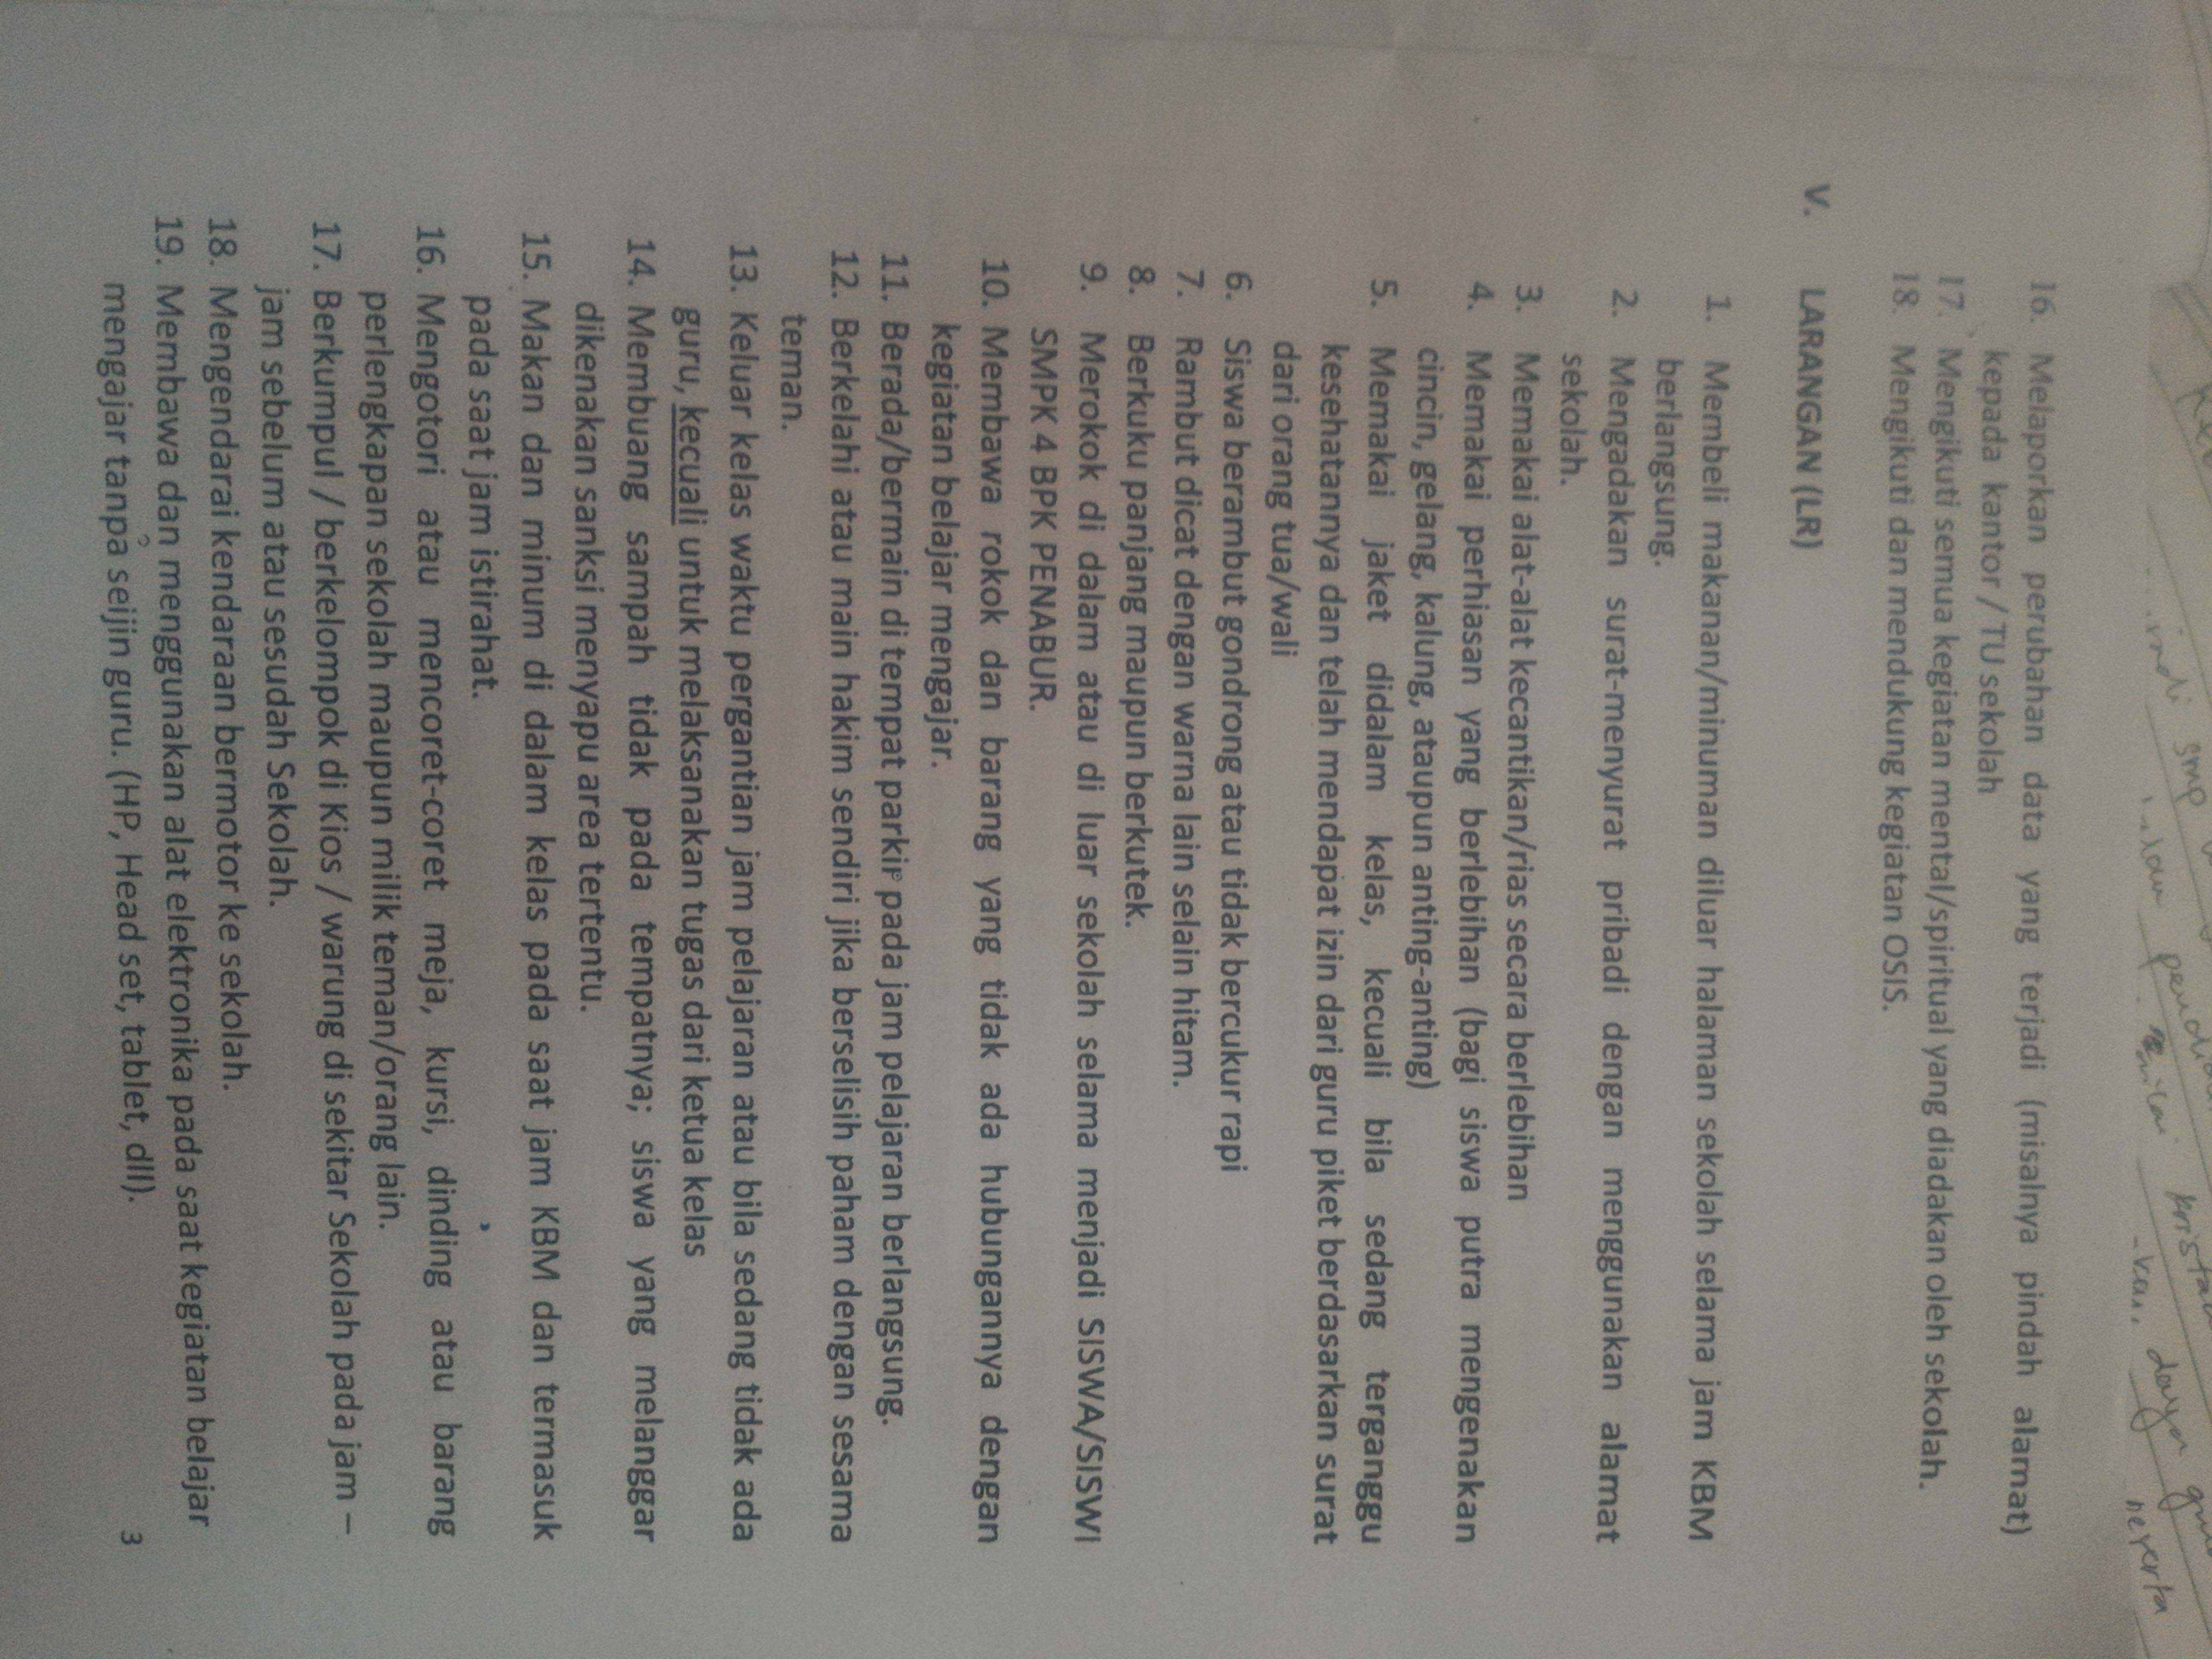 16. Melaporkan perubahan data yang terjadi (misalnya pindah alamat)
kepada kantor / TU sekolah
17. Mengikuti semua kegiatan mental/spiritual yang diadakan oleh sekolah.
18. Mengikuti dan mendukung kegiatan OSIS.
V. LARANGAN (LR)
1. Membeli makanan/minuman diluar halaman sekolah selama jam KBM
berlangsung.
2. Mengadakan surat-menyurat pribadi dengan menggunakan alamat
sekolah.
3. Memakai alat-alat kecantikan/rias secara berlebihan
4. Memakai perhiasan yang berlebihan (bagi siswa putra mengenakan
cincin, gelang, kalung, ataupun anting-anting)
5. Memakai jaket didalam kelas, kecuali bila sedang terganggu
kesehatannya dan telah mendapat izin dari guru piket berdasarkan surat
dari orang tua/wali
6. Siswa berambut gondrong atau tidak bercukur rapi
7. Rambut dicat dengan warna lain selain hitam.
8. Berkuku panjang maupun berkutek.
9. Merokok di dalam atau di luar sekolah selama menjadi SISWA/SISWI
SMPK 4 BPK PENABUR.
10. Membawa rokok dan barang yang tidak ada hubungannya dengan
kegiatan belajar mengajar.
11. Berada/bermain di tempat parkir pada jam pelajaran berlangsung.
12. Berkelahi atau main hakim sendiri jika berselisih paham dengan sesama
teman.
13. Keluar kelas waktu pergantian jam pelajaran atau bila sedang tidak ada
guru, kecuali untuk melaksanakan tugas dari ketua kelas
14. Membuang sampah tidak pada tempatnya; siswa yang melanggar
dikenakan sanksi menyapu area tertentu.
15. Makan dan minum di dalam kelas pada saat jam KBM dan termasuk
pada saat jam istirahat.
16. Mengotori atau mencoret-coret meja, kursi, dinding atau barang
perlengkapan sekolah maupun milik teman/orang lain.
17. Berkumpul / berkelompok di Kios / warung di sekitar Sekolah pada jam –
jam sebelum atau sesudah Sekolah.
18. Mengendarai kendaraan bermotor ke sekolah.
19. Membawa dan menggunakan alat elektronika pada saat kegiatan belajar
mengajar tanpa seijin guru. (HP, Head set, tablet, dll).
3